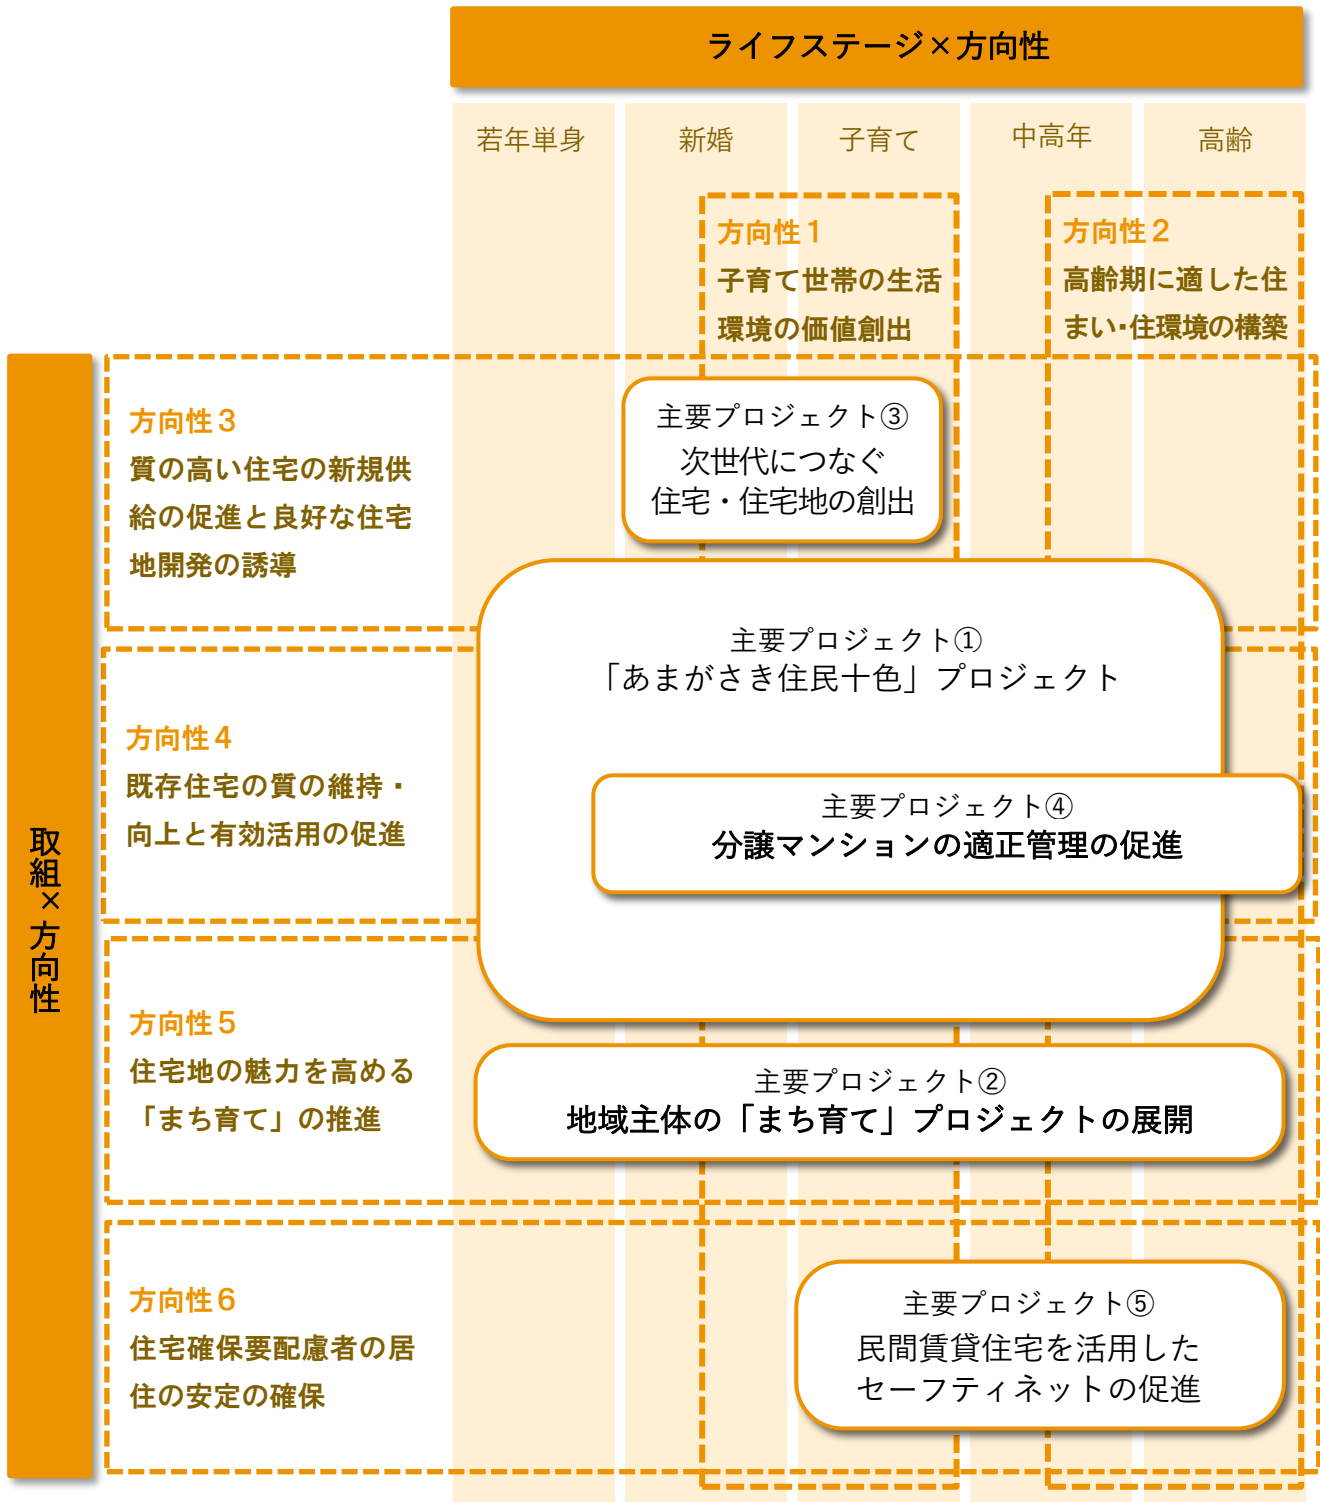 ライフステージ×方向性
若年単身
新婚
子育て
中高年
高齢
方向性1
子育て世帯の生活
環境の価値創出
方向性2
高齢期に適した住
まい・住環境の構築
取組×方向性
方向性3
質の高い住宅の新規供
給の促進と良好な住宅
地開発の誘導
主要プロジェクト③
次世代につなぐ
住宅・住宅地の創出
主要プロジェクト①
「あまがさき住民十色」プロジェクト
方向性4
既存住宅の質の維持・
向上と有効活用の促進
主要プロジェクト④
分譲マンションの適正管理の促進
方向性5
住宅地の魅力を高める
「まち育て」の推進
主要プロジェクト②
地域主体の「まち育て」プロジェクトの展開
方向性6
住宅確保要配慮者の居
住の安定の確保
主要プロジェクト⑤
民間賃貸住宅を活用した
セーフティネットの促進